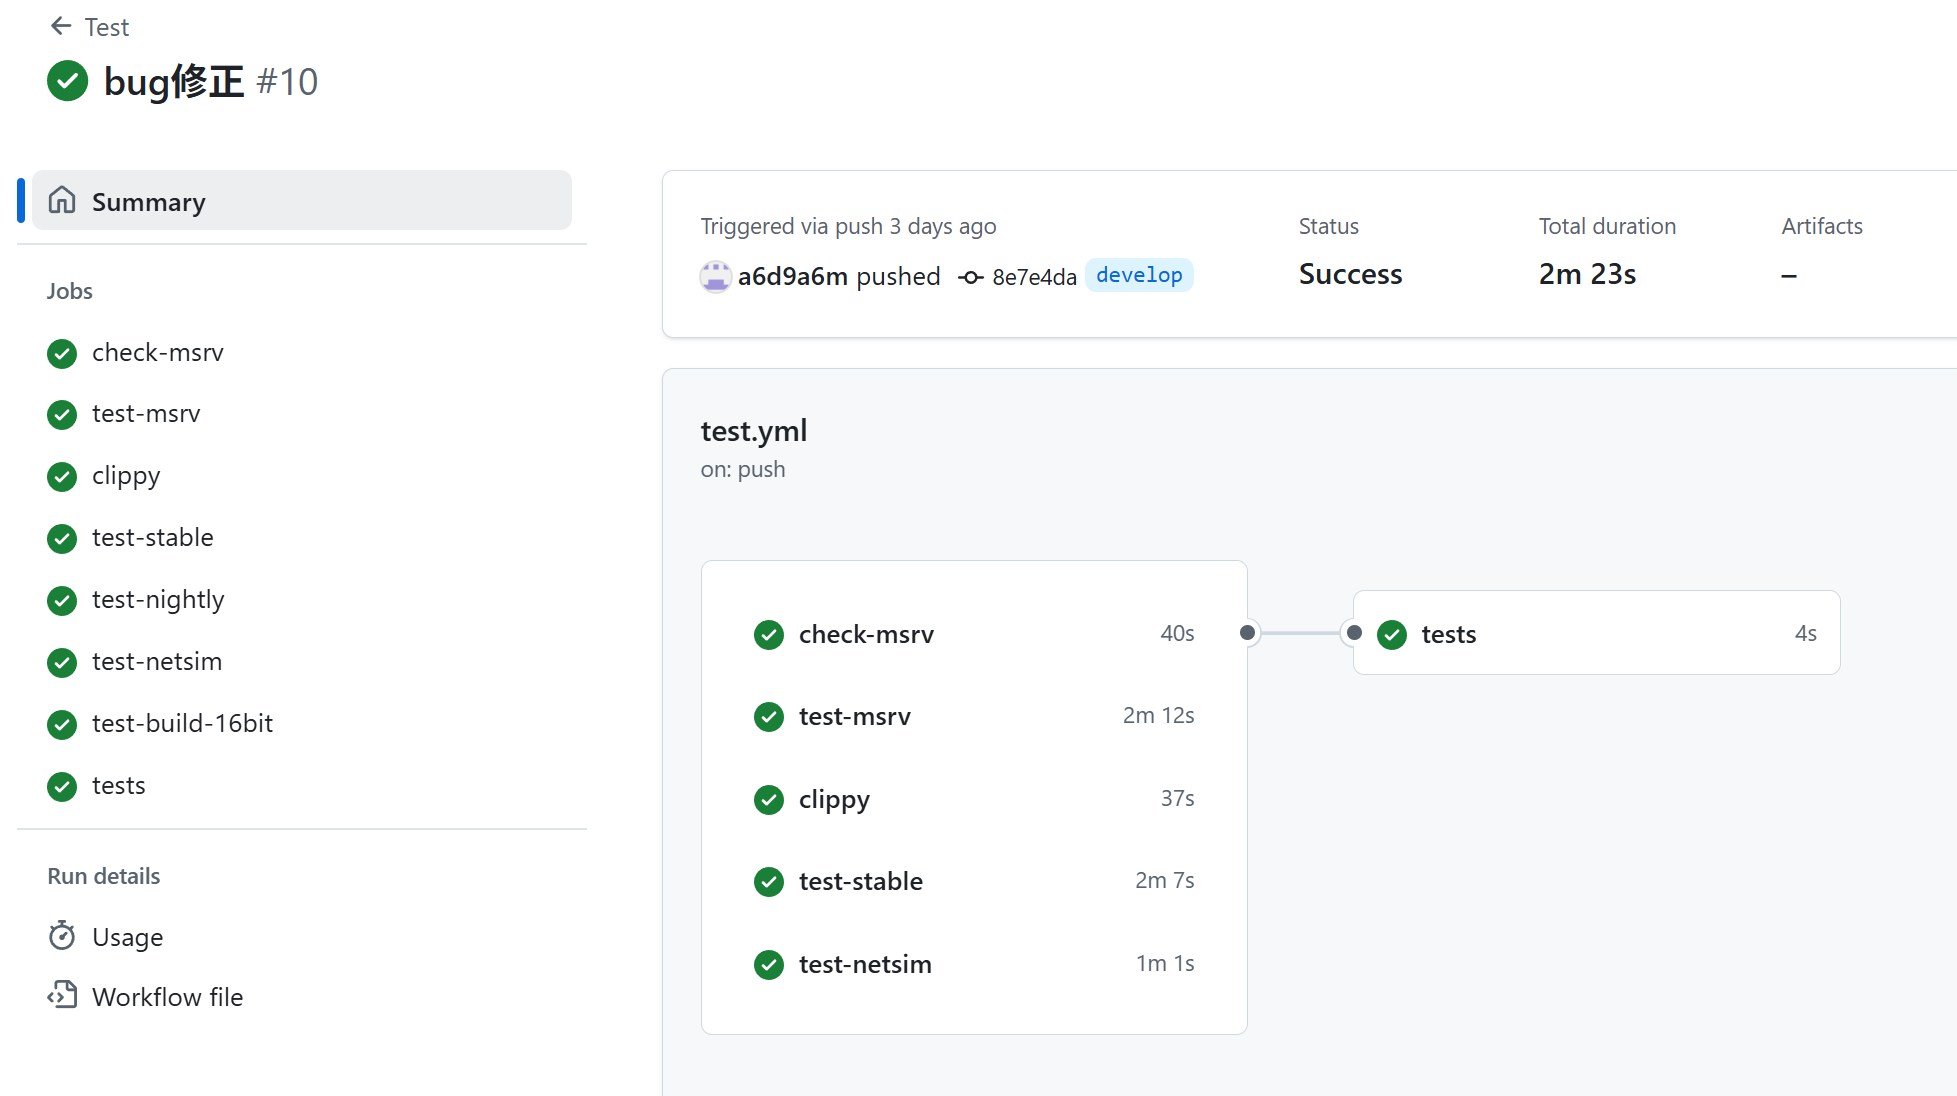 Test
bug修正 #10
Summary
Jobs
check-msrv
test-msrv
clippy
test-stable
test-nightly
test-netsim
test-build-16bit
tests
Run details
Usage
Workflow file
Triggered via push 3 days ago
a6d9a6m pushed 8e7e4da develop
Status
Success
Total duration
2m 23s
Artifacts
–
test.yml
on: push
check-msrv 40s
test-msrv 2m 12s
clippy 37s
test-stable 2m 7s
test-netsim 1m 1s
tests 4s